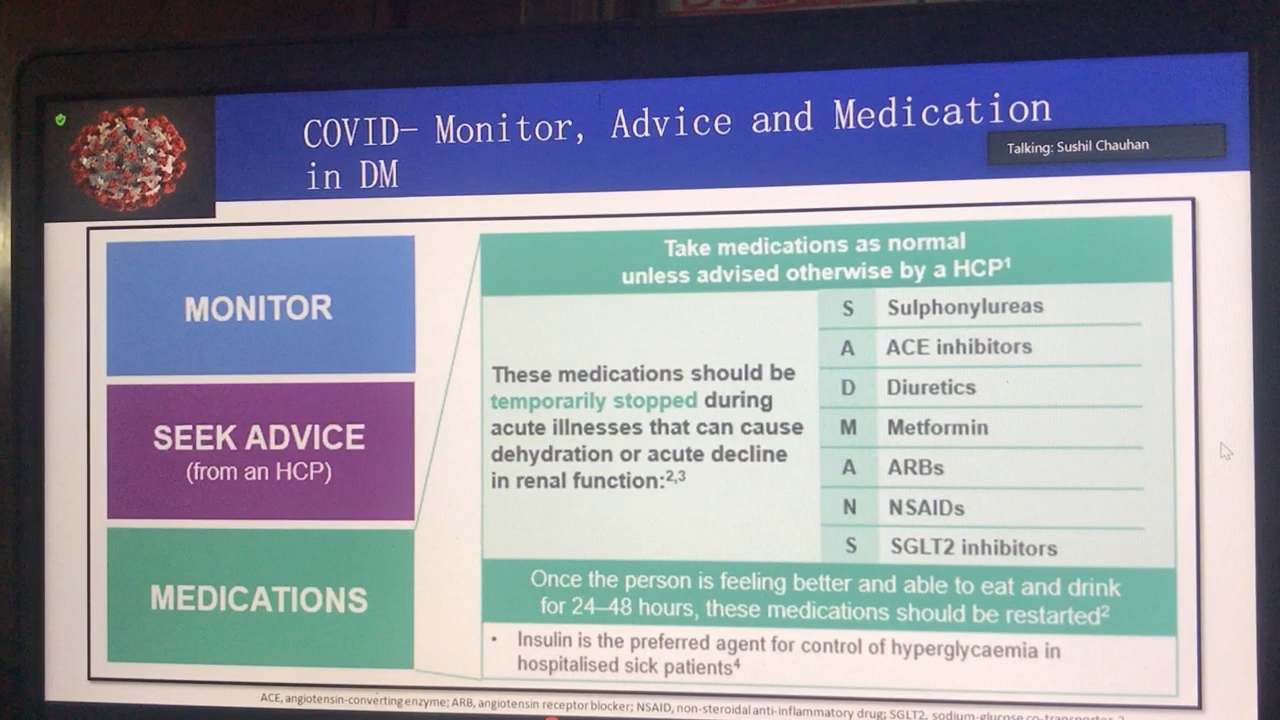 COVID- Monitor, Advice and Medication
in DM
Talking: Sushil Chauhan
MONITOR
SEEK ADVICE
(from an HCP)
MEDICATIONS
Take medications as normal
unless advised otherwise by a HCP¹
These medications should be
temporarily stopped during
acute illnesses that can cause
dehydration or acute decline
in renal function:²,³
S Sulphonylureas
A ACE inhibitors
D Diuretics
M Metformin
A ARBs
N NSAIDs
S SGLT2 inhibitors
Once the person is feeling better and able to eat and drink
for 24–48 hours, these medications should be restarted²
• Insulin is the preferred agent for control of hyperglycaemia in
hospitalised sick patients⁴
ACE, angiotensin-converting enzyme; ARB, angiotensin receptor blocker; NSAID, non-steroidal anti-inflammatory drug; SGLT2, sodium-glucose